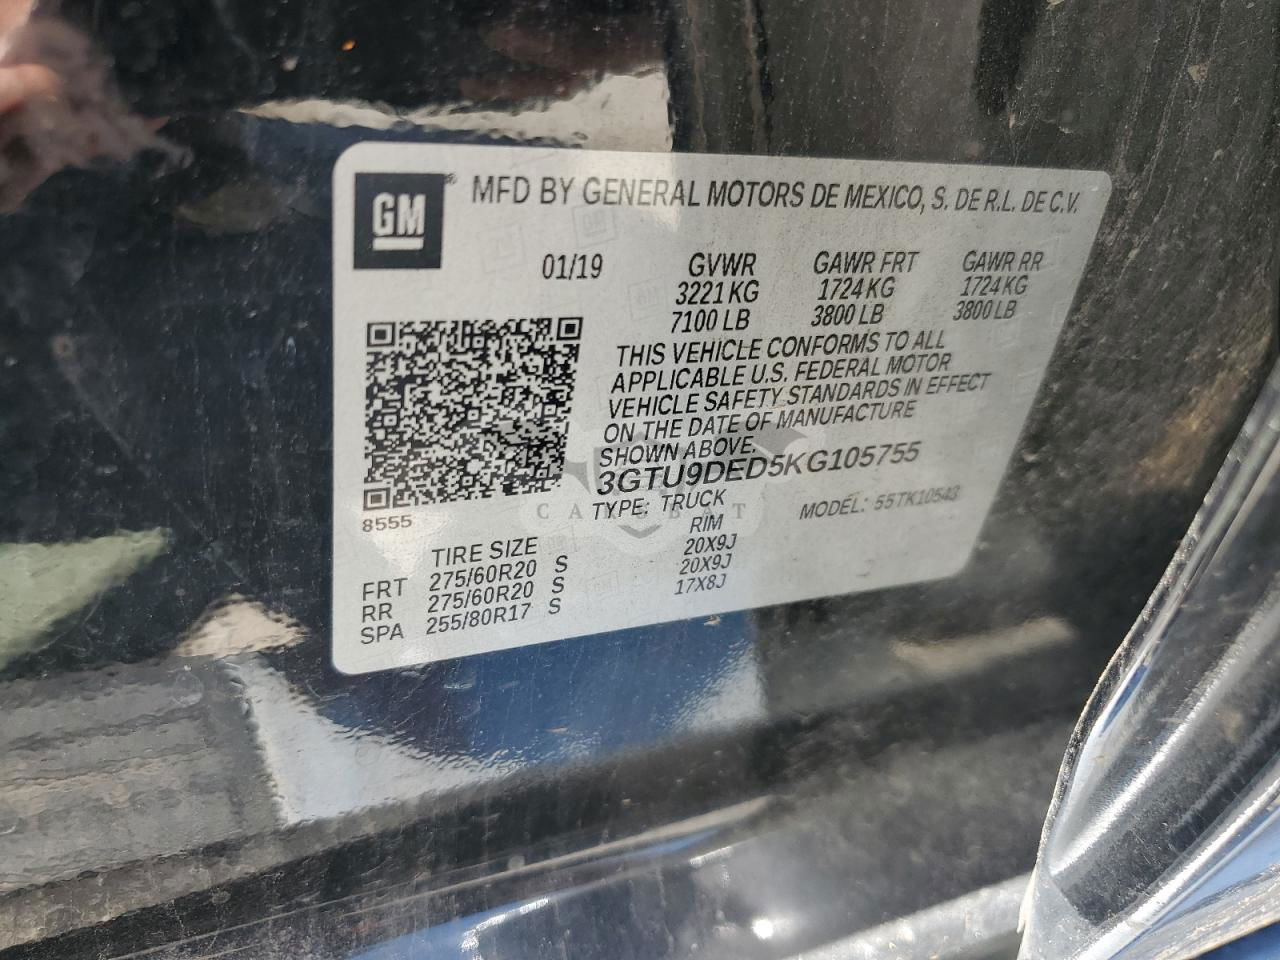 GM
MFD BY GENERAL MOTORS DE MEXICO, S. DE R.L. DE C.V.
01/19 GVWR GAWR FRT GAWR RR
3221 KG 1724 KG 1724 KG
7100 LB 3800 LB 3800 LB
THIS VEHICLE CONFORMS TO ALL
APPLICABLE U.S. FEDERAL MOTOR
VEHICLE SAFETY STANDARDS IN EFFECT
ON THE DATE OF MANUFACTURE
SHOWN ABOVE.
3GTU9DED5KG105755
TYPE: TRUCK MODEL: 55TK10543
8555
TIRE SIZE RIM
FRT 275/60R20 S 20X9J
RR 275/60R20 S 20X9J
SPA 255/80R17 S 17X8J